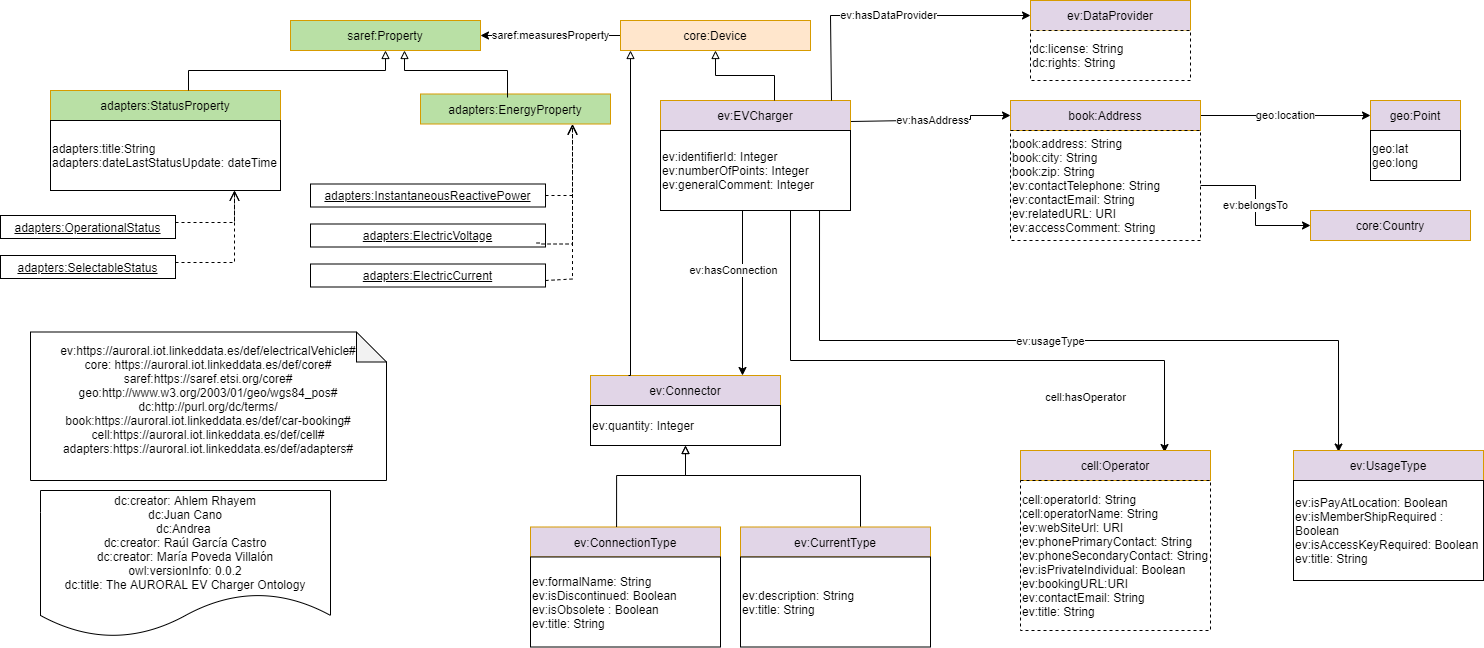 ev:hasDataProvider
ev:DataProvider
dc:license: String
dc:rights: String
saref:Property
saref:measuresProperty
core:Device
adapters:StatusProperty
adapters:title:String
adapters:dateLastStatusUpdate: dateTime
adapters:EnergyProperty
ev:EVCharger
ev:identifierId: Integer
ev:numberOfPoints: Integer
ev:generalComment: Integer
ev:hasAddress
book:Address
book:address: String
book:city: String
book:zip: String
ev:contactTelephone: String
ev:contactEmail: String
ev:relatedURL: URI
ev:accessComment: String
geo:location
geo:Point
geo:lat
geo:long
ev:belongsTo
core:Country
adapters:OperationalStatus
adapters:SelectableStatus
adapters:InstantaneousReactivePower
adapters:ElectricVoltage
adapters:ElectricCurrent
ev:hasConnection
ev:usageType
cell:hasOperator
ev:https://auroral.iot.linkeddata.es/def/electricalVehicle#
core: https://auroral.iot.linkeddata.es/def/core#
saref:https://saref.etsi.org/core#
geo:http://www.w3.org/2003/01/geo/wgs84_pos#
dc:http://purl.org/dc/terms/
book:https://auroral.iot.linkeddata.es/def/car-booking#
cell:https://auroral.iot.linkeddata.es/def/cell#
adapters:https://auroral.iot.linkeddata.es/def/adapters#
dc:creator: Ahlem Rhayem
dc:Juan Cano
dc:Andrea
dc:creator: Raúl García Castro
dc:creator: María Poveda Villalón
owl:versionInfo: 0.0.2
dc:title: The AURORAL EV Charger Ontology
ev:Connector
ev:quantity: Integer
ev:ConnectionType
ev:formalName: String
ev:isDiscontinued: Boolean
ev:isObsolete : Boolean
ev:title: String
ev:CurrentType
ev:description: String
ev:title: String
cell:Operator
cell:operatorId: String
cell:operatorName: String
ev:webSiteUrl: URI
ev:phonePrimaryContact: String
ev:phoneSecondaryContact: String
ev:isPrivateIndividual: Boolean
ev:bookingURL:URI
ev:contactEmail: String
ev:title: String
ev:UsageType
ev:isPayAtLocation: Boolean
ev:isMemberShipRequired :
Boolean
ev:isAccessKeyRequired: Boolean
ev:title: String